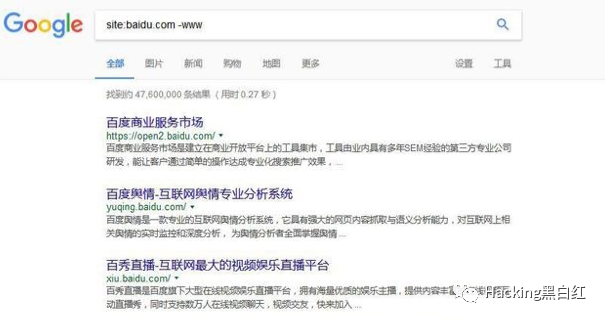 Google
site:baidu.com -www
全部 图片 新闻 购物 地图 更多 设置 工具
找到约 47,600,000 条结果 （用时 0.27 秒）
百度商业服务市场
https://open2.baidu.com/
百度商业服务市场是建立在商业开放平台上的工具集市，工具由业内具有多年SEM经验的第三方专业公司
研发，能让客户通过简单的操作达成专业化搜索推广效果，...
百度舆情-互联网舆情专业分析系统
yuqing.baidu.com/
百度舆情是一款专业的互联网舆情分析系统，它具有强大的网页内容抓取与语义分析能力，对互联网上相
关舆情的实时监控和深度分析， 为舆情分析者全面掌握舆情 ...
百秀直播-互联网最大的视频娱乐直播平台
xiu.baidu.com/
百秀直播是百度旗下大型在线视频娱乐直播平台，拥有海量优质的娱乐主播，提供内容丰
动直播秀，同时支持数万人在线视频聊天，视频交友，快来加入 ...
Hacking黑白红